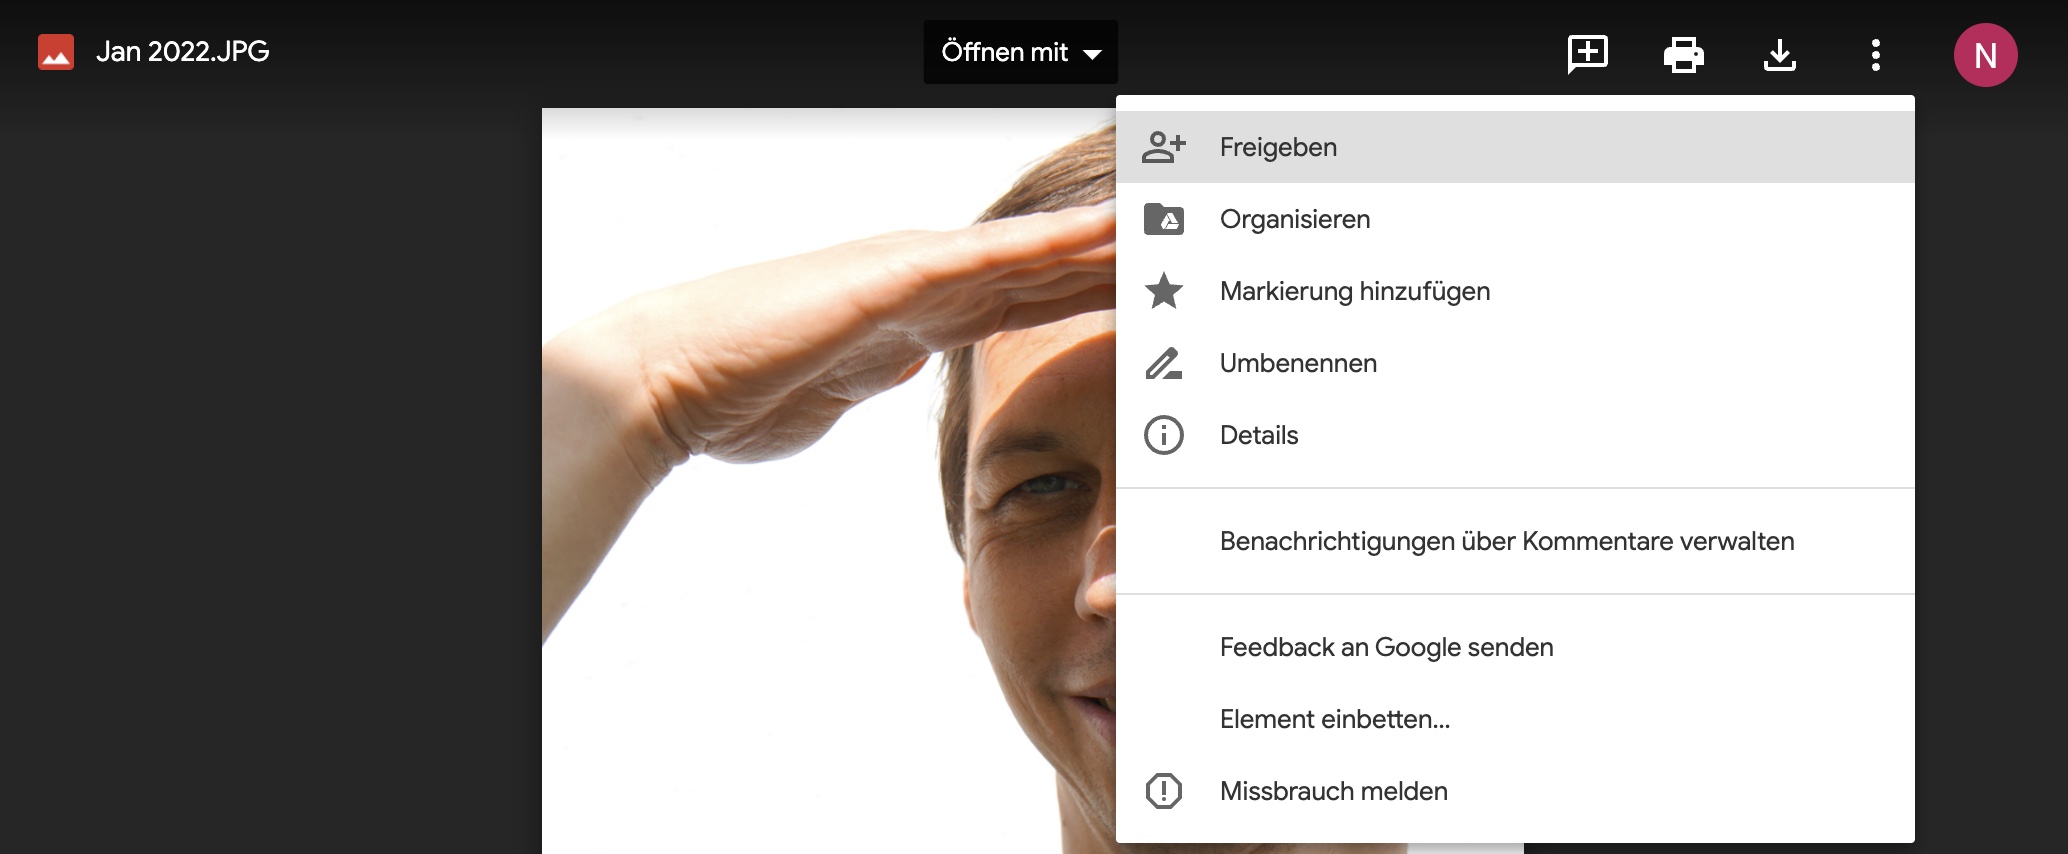 Jan 2022.JPG
Öffnen mit
N
Freigeben
Organisieren
Markierung hinzufügen
Umbenennen
Details
Benachrichtigungen über Kommentare verwalten
Feedback an Google senden
Element einbetten...
Missbrauch melden